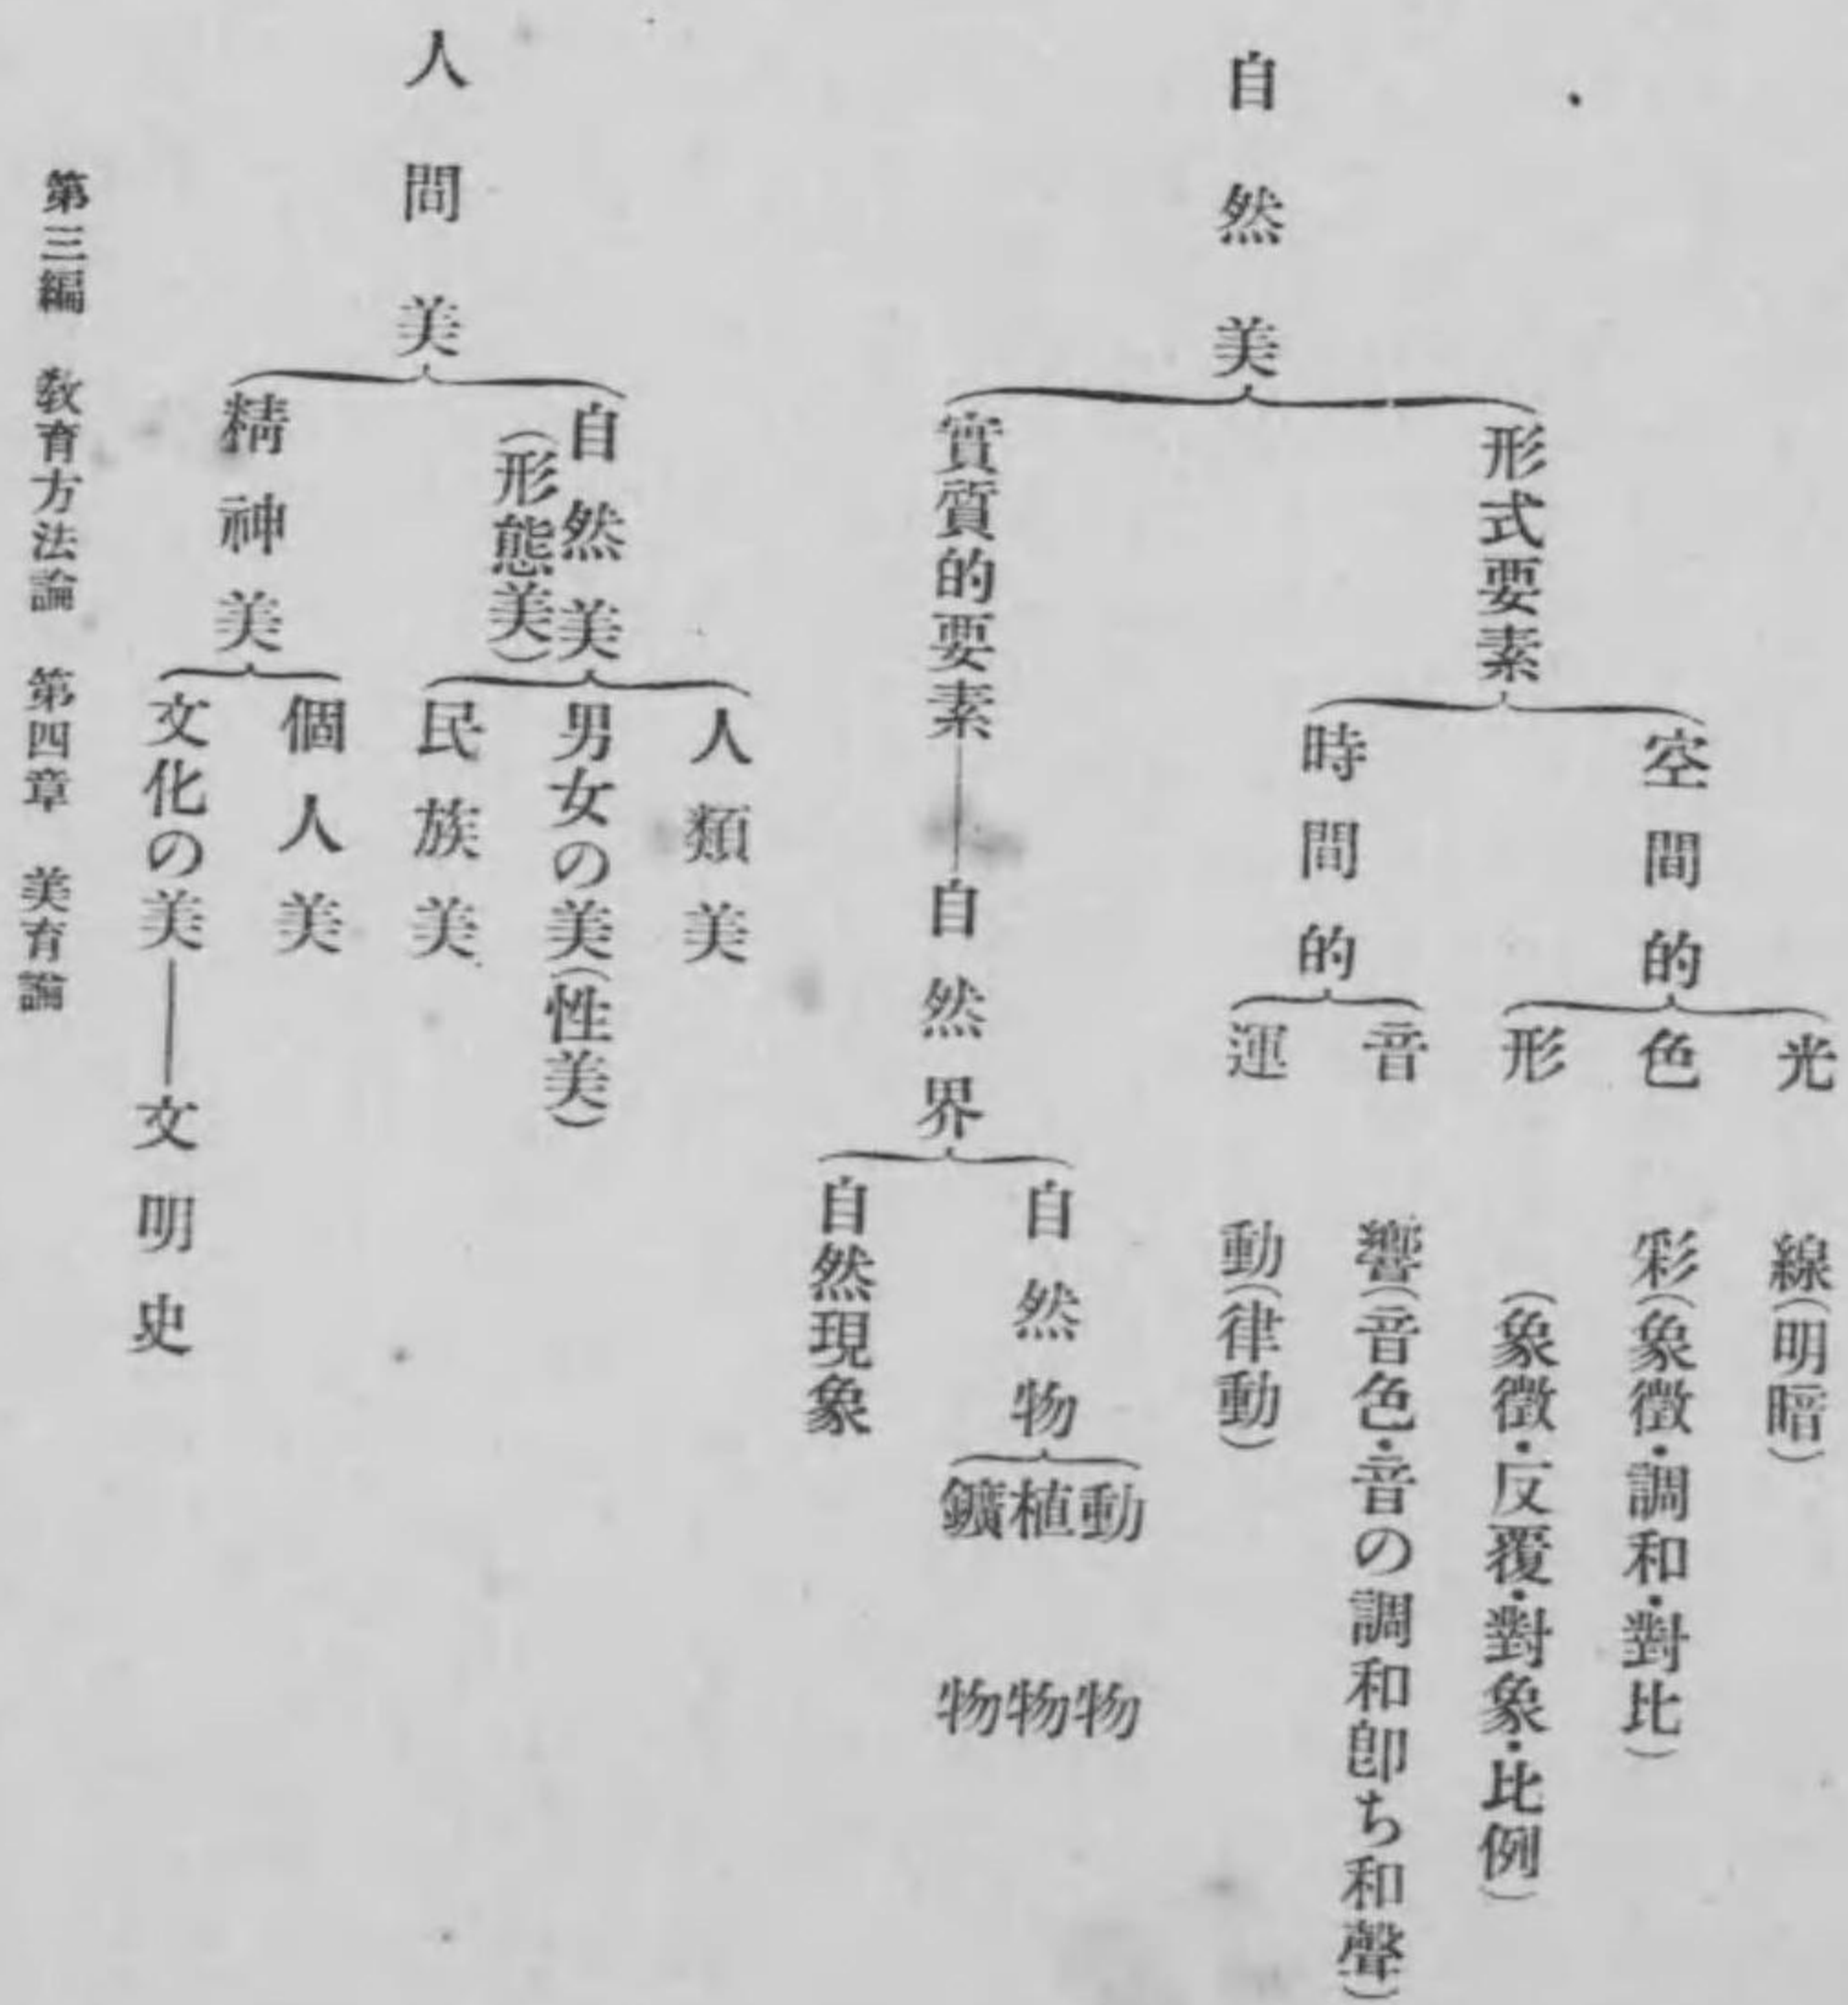 自然美
形式要素
空間的
光線(明暗)
色彩(象徵・調和・對比)
形(象徵・反覆・對象・比例)
時間的
音響(音色・音の調和卽ち和聲)
運動(律動)
實質的要素――自然界
自然物
動物
植物
鑛物
自然現象
人間美
自然美
(形態美)
人類美
男女の美(性美)
民族美
精神美
個人美
文化の美――文明史
第三編 敎育方法論 第四章 美育論